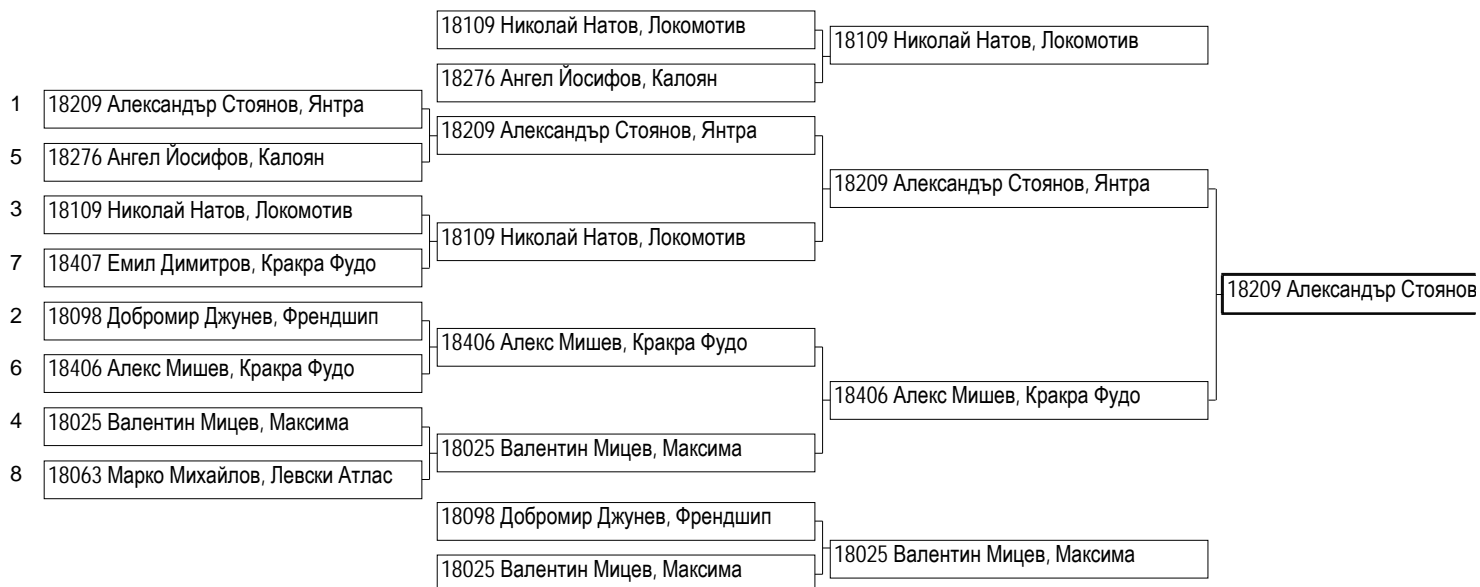 18109 Николай Натов, Локомотив
18109 Николай Натов, Локомотив
18276 Ангел Йосифов, Калоян
1 18209 Александър Стоянов, Янтра
18209 Александър Стоянов, Янтра
5 18276 Ангел Йосифов, Калоян
18209 Александър Стоянов, Янтра
3 18109 Николай Натов, Локомотив
18109 Николай Натов, Локомотив
7 18407 Емил Димитров, Кракра Фудо
18209 Александър Стоянов
2 18098 Добромир Джунев, Френдшип
18406 Алекс Мишев, Кракра Фудо
6 18406 Алекс Мишев, Кракра Фудо
18406 Алекс Мишев, Кракра Фудо
4 18025 Валентин Мицев, Максима
18025 Валентин Мицев, Максима
8 18063 Марко Михайлов, Левски Атлас
18098 Добромир Джунев, Френдшип
18025 Валентин Мицев, Максима
18025 Валентин Мицев, Максима